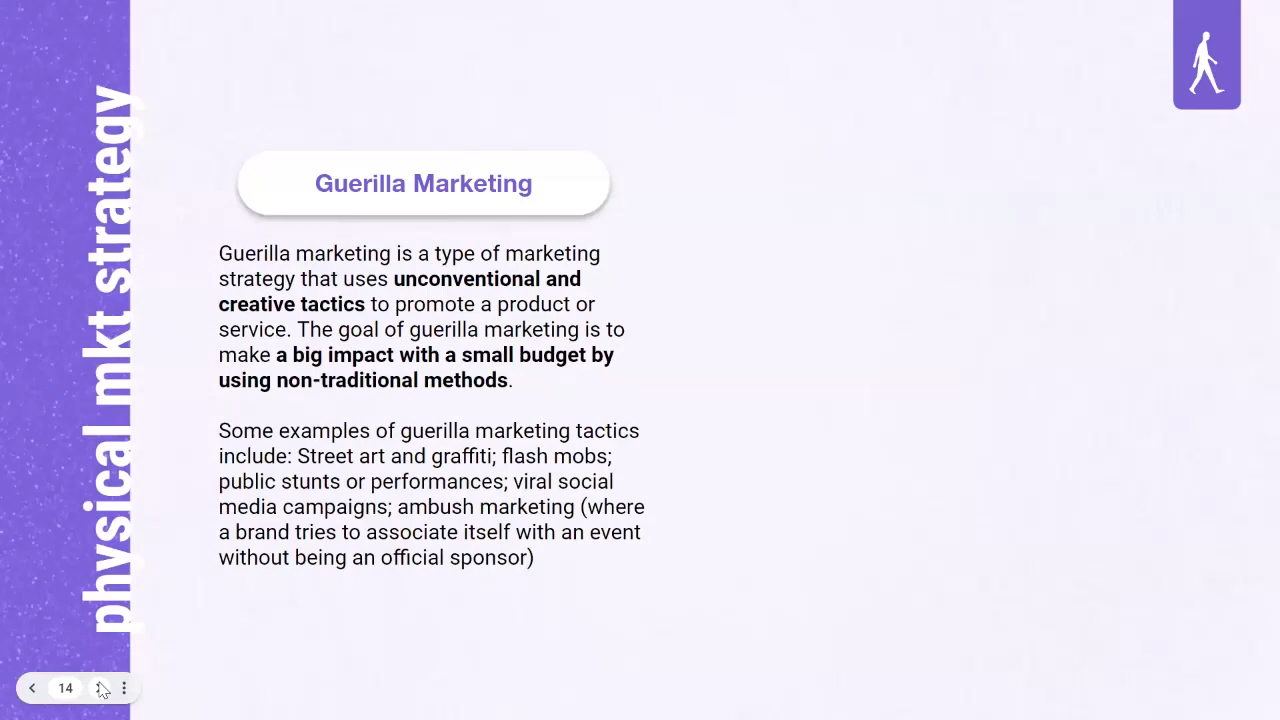 physical mkt strategy
Guerilla Marketing
Guerilla marketing is a type of marketing
strategy that uses unconventional and
creative tactics to promote a product or
service. The goal of guerilla marketing is to
make a big impact with a small budget by
using non-traditional methods.
Some examples of guerilla marketing tactics
include: Street art and graffiti; flash mobs;
public stunts or performances; viral social
media campaigns; ambush marketing (where
a brand tries to associate itself with an event
without being an official sponsor)
14